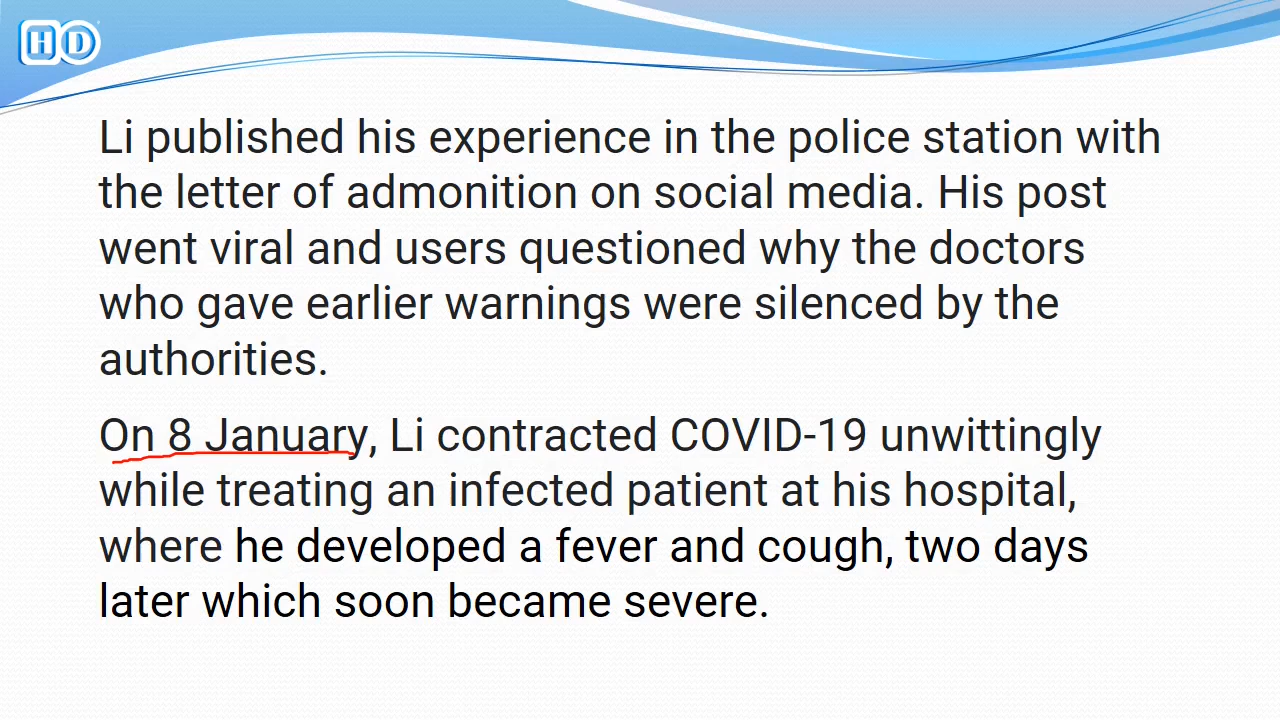 HD
Li published his experience in the police station with
the letter of admonition on social media. His post
went viral and users questioned why the doctors
who gave earlier warnings were silenced by the
authorities.
On 8 January, Li contracted COVID-19 unwittingly
while treating an infected patient at his hospital,
where he developed a fever and cough, two days
later which soon became severe.